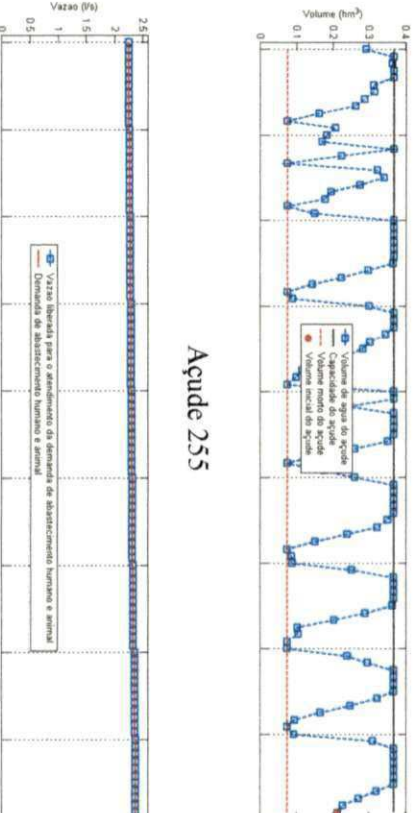 Volume (hm³)
0
0.1
0.2
0.3
0.4
Volume de agua do açude
Capacidade do açude
Volume morto do açude
Volume inicial do açude
Açude 255
Vazao (l/s)
0
0.5
1
1.5
2
2.5
Vazao liberada para o atendimento da demanda de abastecimento humano e animal
Demanda de abastecimento humano e animal